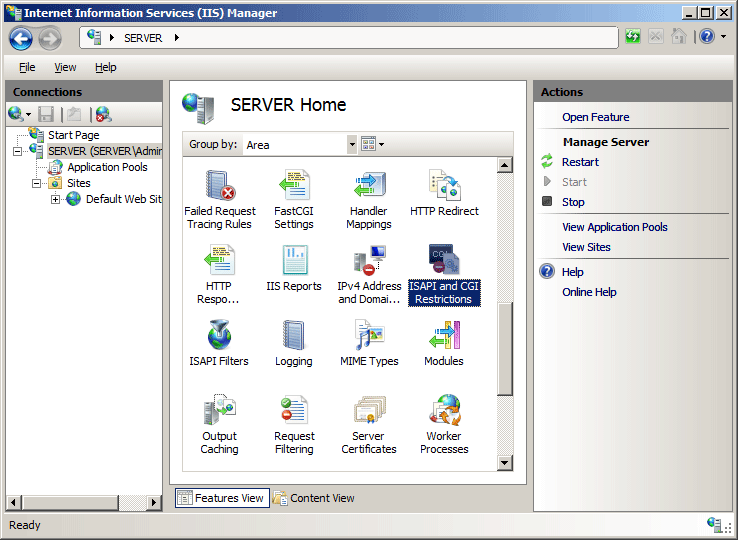 Internet Information Services (IIS) Manager
SERVER
File View Help
Connections
Start Page
SERVER (SERVER\Admir
Application Pools
Sites
Default Web Sit
SERVER Home
Group by: Area
Failed Request Tracing Rules
FastCGI Settings
Handler Mappings
HTTP Redirect
HTTP Respo...
IIS Reports
IPv4 Address and Domai...
ISAPI and CGI Restrictions
ISAPI Filters
Logging
MIME Types
Modules
Output Caching
Request Filtering
Server Certificates
Worker Processes
Features View
Content View
Actions
Open Feature
Manage Server
Restart
Start
Stop
View Application Pools
View Sites
Help
Online Help
Ready